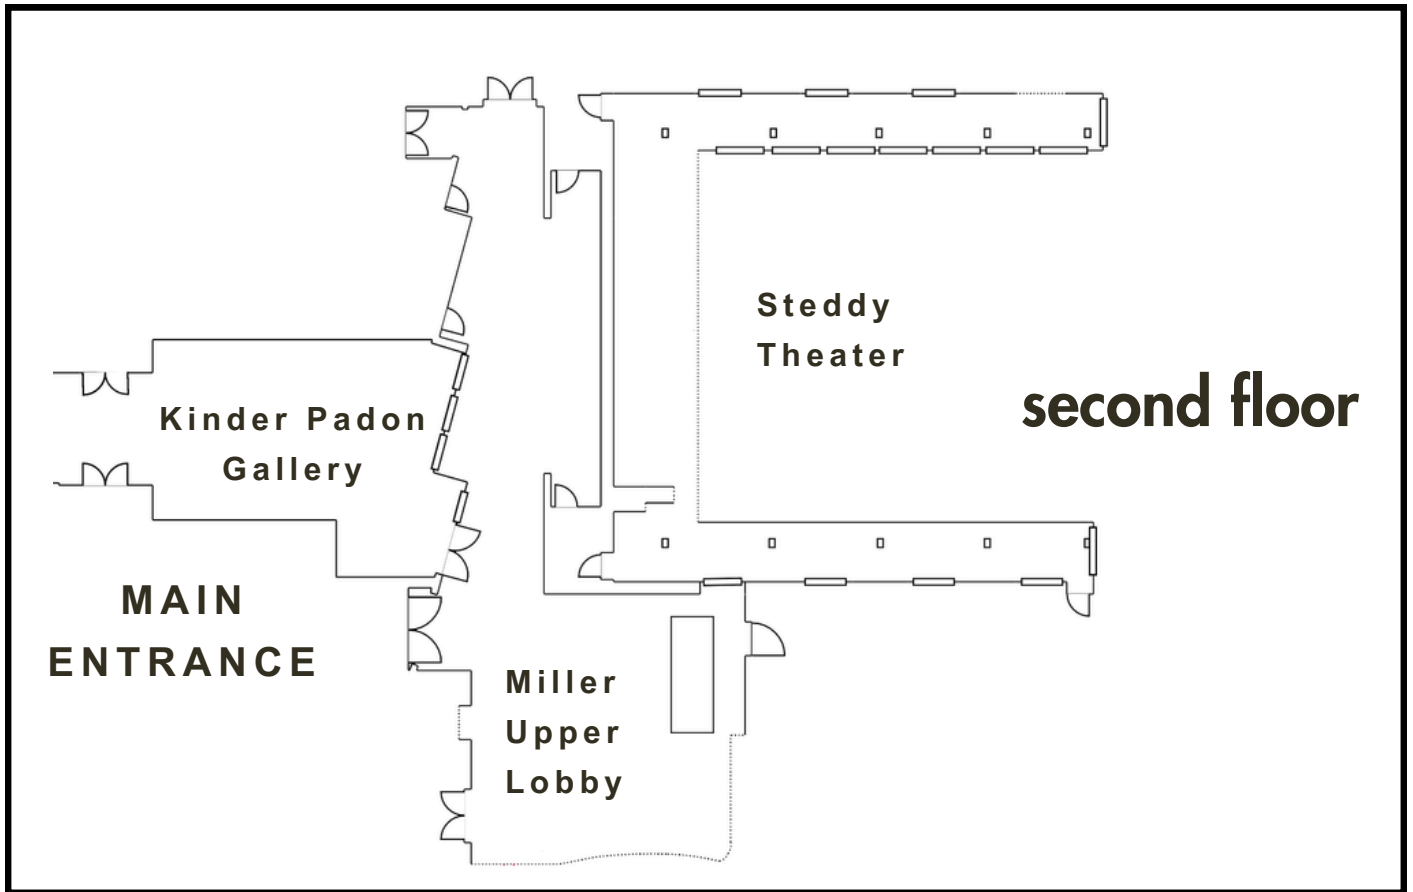 Steddy
Theater
second floor
Kinder Padon
Gallery
MAIN
ENTRANCE
Miller
Upper
Lobby